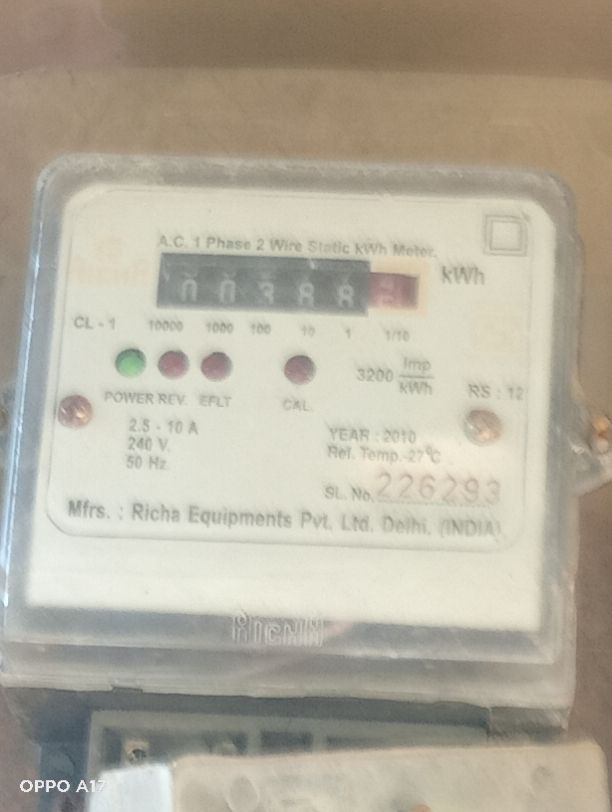 A.C. 1 Phase 2 Wire Static kWh Meter.
kWh
CL - 1 10000 1000 100 10 1 1/10
3200 Imp/kWh
RS : 12
POWER REV. EFLT CAL.
2.5 - 10 A
240 V.
50 Hz.
YEAR : 2010
Ref. Temp.-27°C
SL. No. 226293
Mfrs. : Richa Equipments Pvt. Ltd. Delhi. (INDIA)
RICHA
OPPO A17